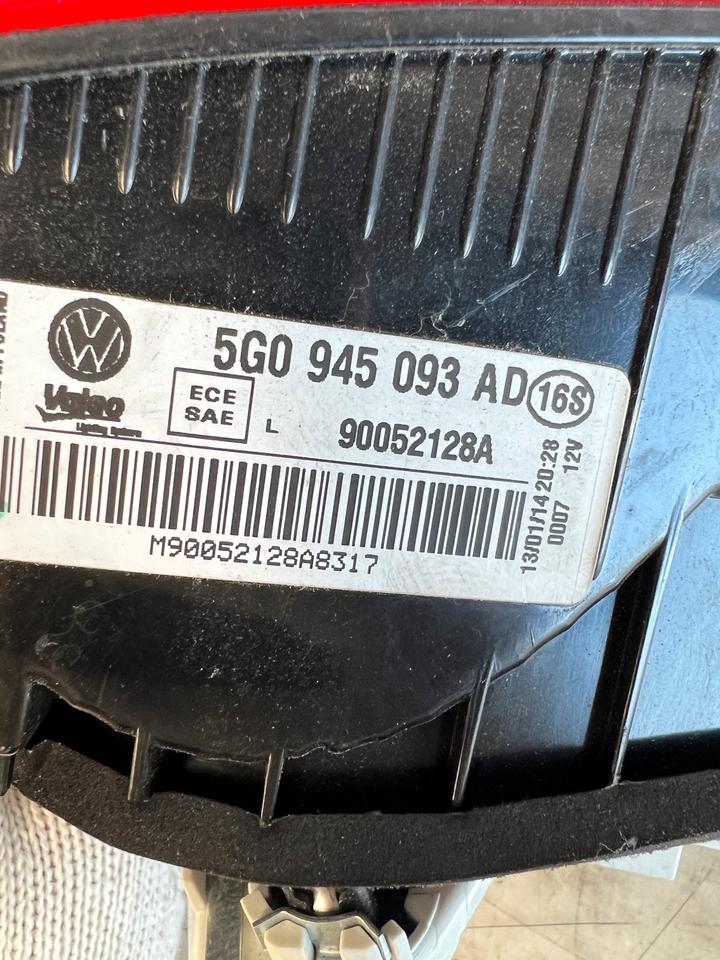 5G0 945 093 AD 16S
Valeo
ECE
SAE
L
90052128A
13/01/14 20:28
0007 12V
M90052128A8317